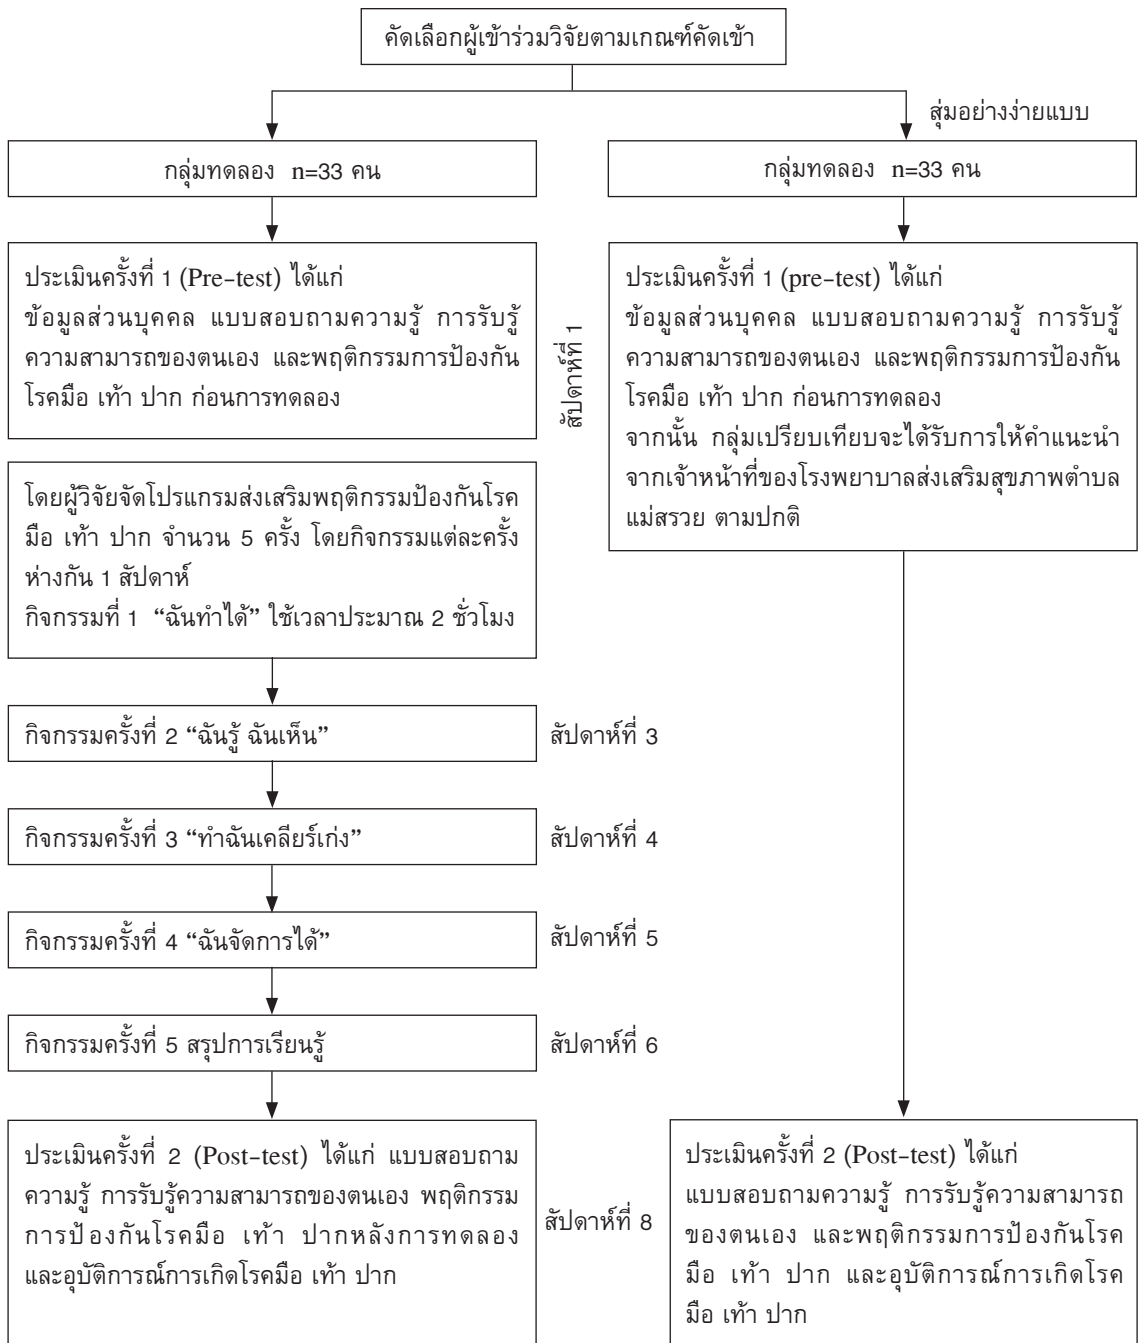 คัดเลือกผู้เข้าร่วมวิจัยตามเกณฑ์คัดเข้า
สุ่มอย่างง่ายแบบ
กลุ่มทดลอง n=33 คน
กลุ่มทดลอง n=33 คน
ประเมินครั้งที่ 1 (Pre-test) ได้แก่
ข้อมูลส่วนบุคคล แบบสอบถามความรู้ การรับรู้
ความสามารถของตนเอง และพฤติกรรมการป้องกัน
โรคมือ เท้า ปาก ก่อนการทดลอง
สัปดาห์ที่ 1
ประเมินครั้งที่ 1 (pre-test) ได้แก่
ข้อมูลส่วนบุคคล แบบสอบถามความรู้ การรับรู้
ความสามารถของตนเอง และพฤติกรรมการป้องกัน
โรคมือ เท้า ปาก ก่อนการทดลอง
จากนั้น กลุ่มเปรียบเทียบจะได้รับการให้คำแนะนำ
จากเจ้าหน้าที่ของโรงพยาบาลส่งเสริมสุขภาพตำบล
แม่สรวย ตามปกติ
โดยผู้วิจัยจัดโปรแกรมส่งเสริมพฤติกรรมป้องกันโรค
มือ เท้า ปาก จำนวน 5 ครั้ง โดยกิจกรรมแต่ละครั้ง
ห่างกัน 1 สัปดาห์
กิจกรรมที่ 1 “ฉันทำได้” ใช้เวลาประมาณ 2 ชั่วโมง
กิจกรรมครั้งที่ 2 “ฉันรู้ ฉันเห็น”
สัปดาห์ที่ 3
กิจกรรมครั้งที่ 3 “ทำฉันเคลียร์เก่ง”
สัปดาห์ที่ 4
กิจกรรมครั้งที่ 4 “ฉันจัดการได้”
สัปดาห์ที่ 5
กิจกรรมครั้งที่ 5 สรุปการเรียนรู้
สัปดาห์ที่ 6
ประเมินครั้งที่ 2 (Post-test) ได้แก่ แบบสอบถาม
ความรู้ การรับรู้ความสามารถของตนเอง พฤติกรรม
การป้องกันโรคมือ เท้า ปากหลังการทดลอง
และอุบัติการณ์การเกิดโรคมือ เท้า ปาก
สัปดาห์ที่ 8
ประเมินครั้งที่ 2 (Post-test) ได้แก่
แบบสอบถามความรู้ การรับรู้ความสามารถ
ของตนเอง และพฤติกรรมการป้องกันโรค
มือ เท้า ปาก และอุบัติการณ์การเกิดโรค
มือ เท้า ปาก